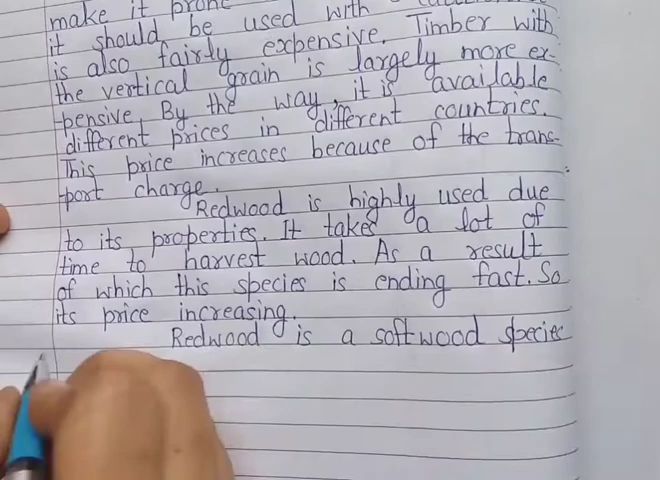 make it prone
it should be used with
is also fairly expensive. Timber with
the vertical grain is largely more ex-
-pensive. By the way, it is available
different prices in different countries.
This price increases because of the trans-
-port charge.
Redwood is highly used due
to its properties. It takes a lot of
time to harvest wood. As a result
of which this species is ending fast. So
its price increasing.
Redwood is a softwood species